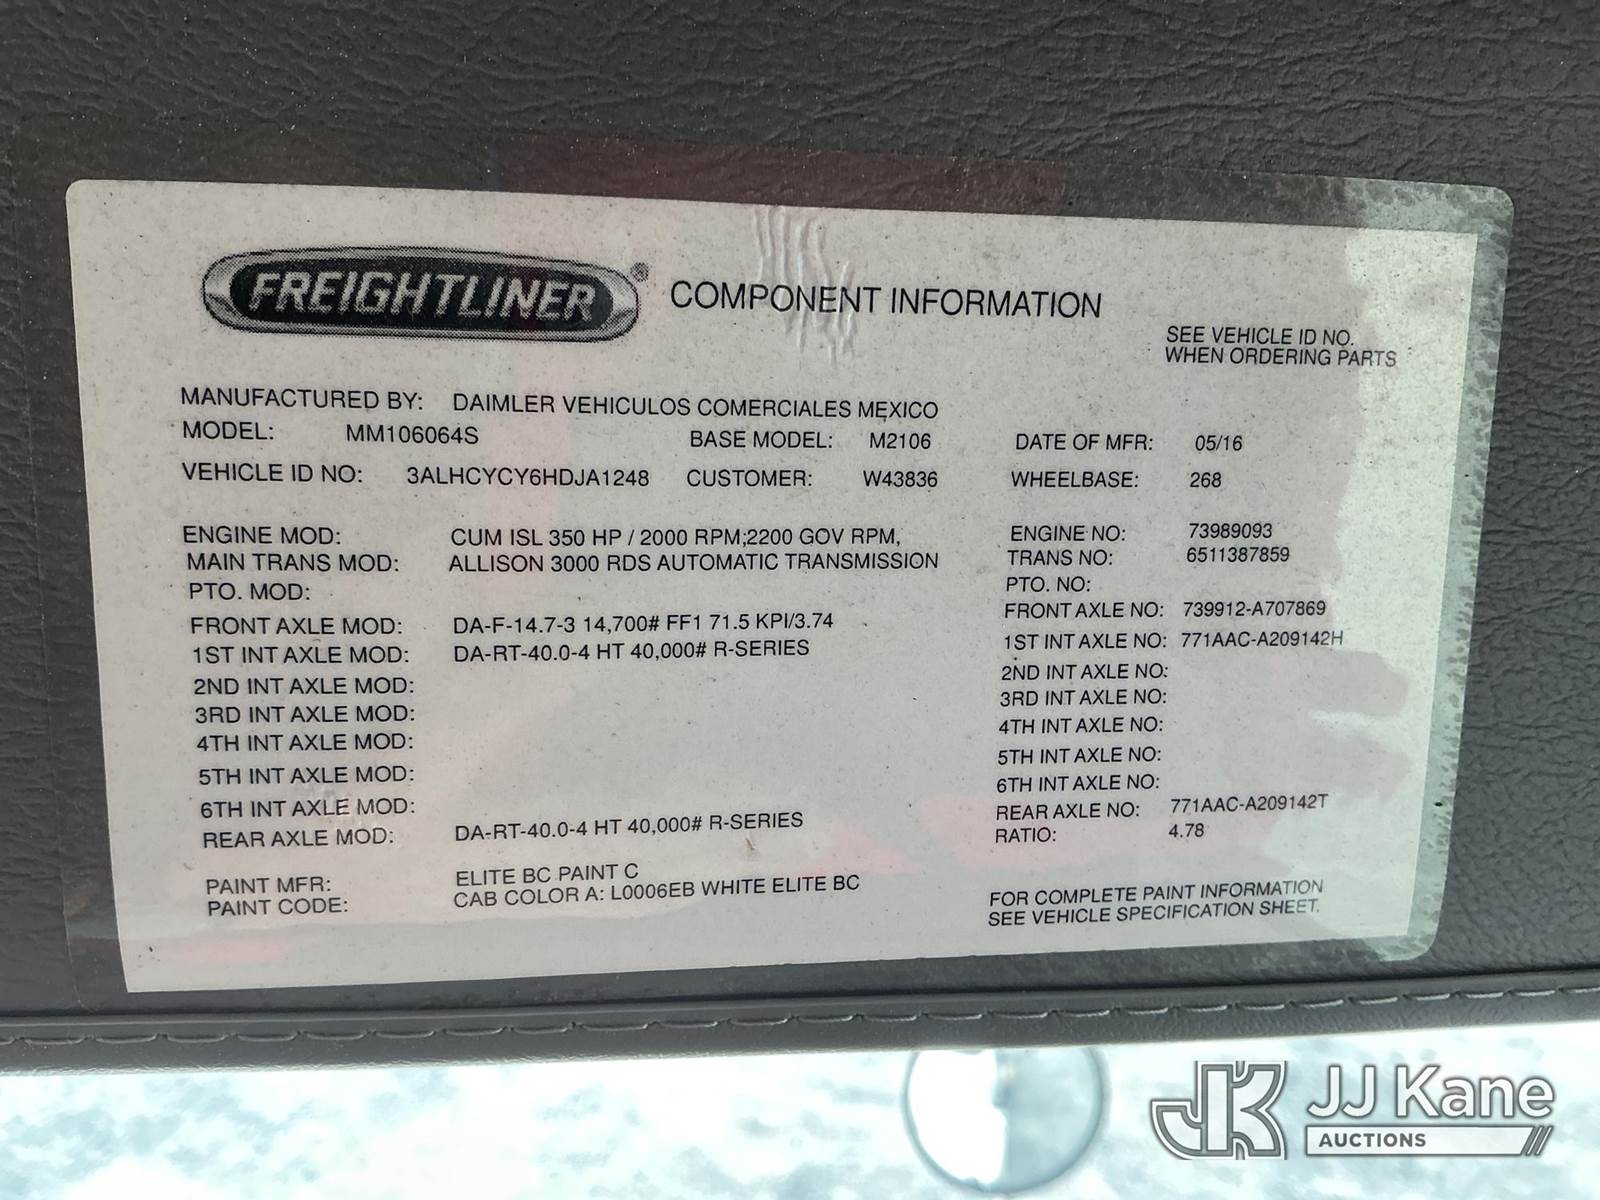 FREIGHTLINER® COMPONENT INFORMATION
SEE VEHICLE ID NO.
WHEN ORDERING PARTS
MANUFACTURED BY: DAIMLER VEHICULOS COMERCIALES MEXICO
MODEL: MM106064S BASE MODEL: M2106 DATE OF MFR: 05/16
VEHICLE ID NO: 3ALHCYCY6HDJA1248 CUSTOMER: W43836 WHEELBASE: 268
ENGINE MOD: CUM ISL 350 HP / 2000 RPM;2200 GOV RPM, ENGINE NO: 73989093
MAIN TRANS MOD: ALLISON 3000 RDS AUTOMATIC TRANSMISSION TRANS NO: 6511387859
PTO. MOD: PTO. NO:
FRONT AXLE MOD: DA-F-14.7-3 14,700# FF1 71.5 KPI/3.74 FRONT AXLE NO: 739912-A707869
1ST INT AXLE MOD: DA-RT-40.0-4 HT 40,000# R-SERIES 1ST INT AXLE NO: 771AAC-A209142H
2ND INT AXLE MOD: 2ND INT AXLE NO:
3RD INT AXLE MOD: 3RD INT AXLE NO:
4TH INT AXLE MOD: 4TH INT AXLE NO:
5TH INT AXLE MOD: 5TH INT AXLE NO:
6TH INT AXLE MOD: 6TH INT AXLE NO:
REAR AXLE MOD: DA-RT-40.0-4 HT 40,000# R-SERIES REAR AXLE NO: 771AAC-A209142T
RATIO: 4.78
PAINT MFR: ELITE BC PAINT C
PAINT CODE: CAB COLOR A: L0006EB WHITE ELITE BC
FOR COMPLETE PAINT INFORMATION
SEE VEHICLE SPECIFICATION SHEET.
JK JJ Kane
AUCTIONS